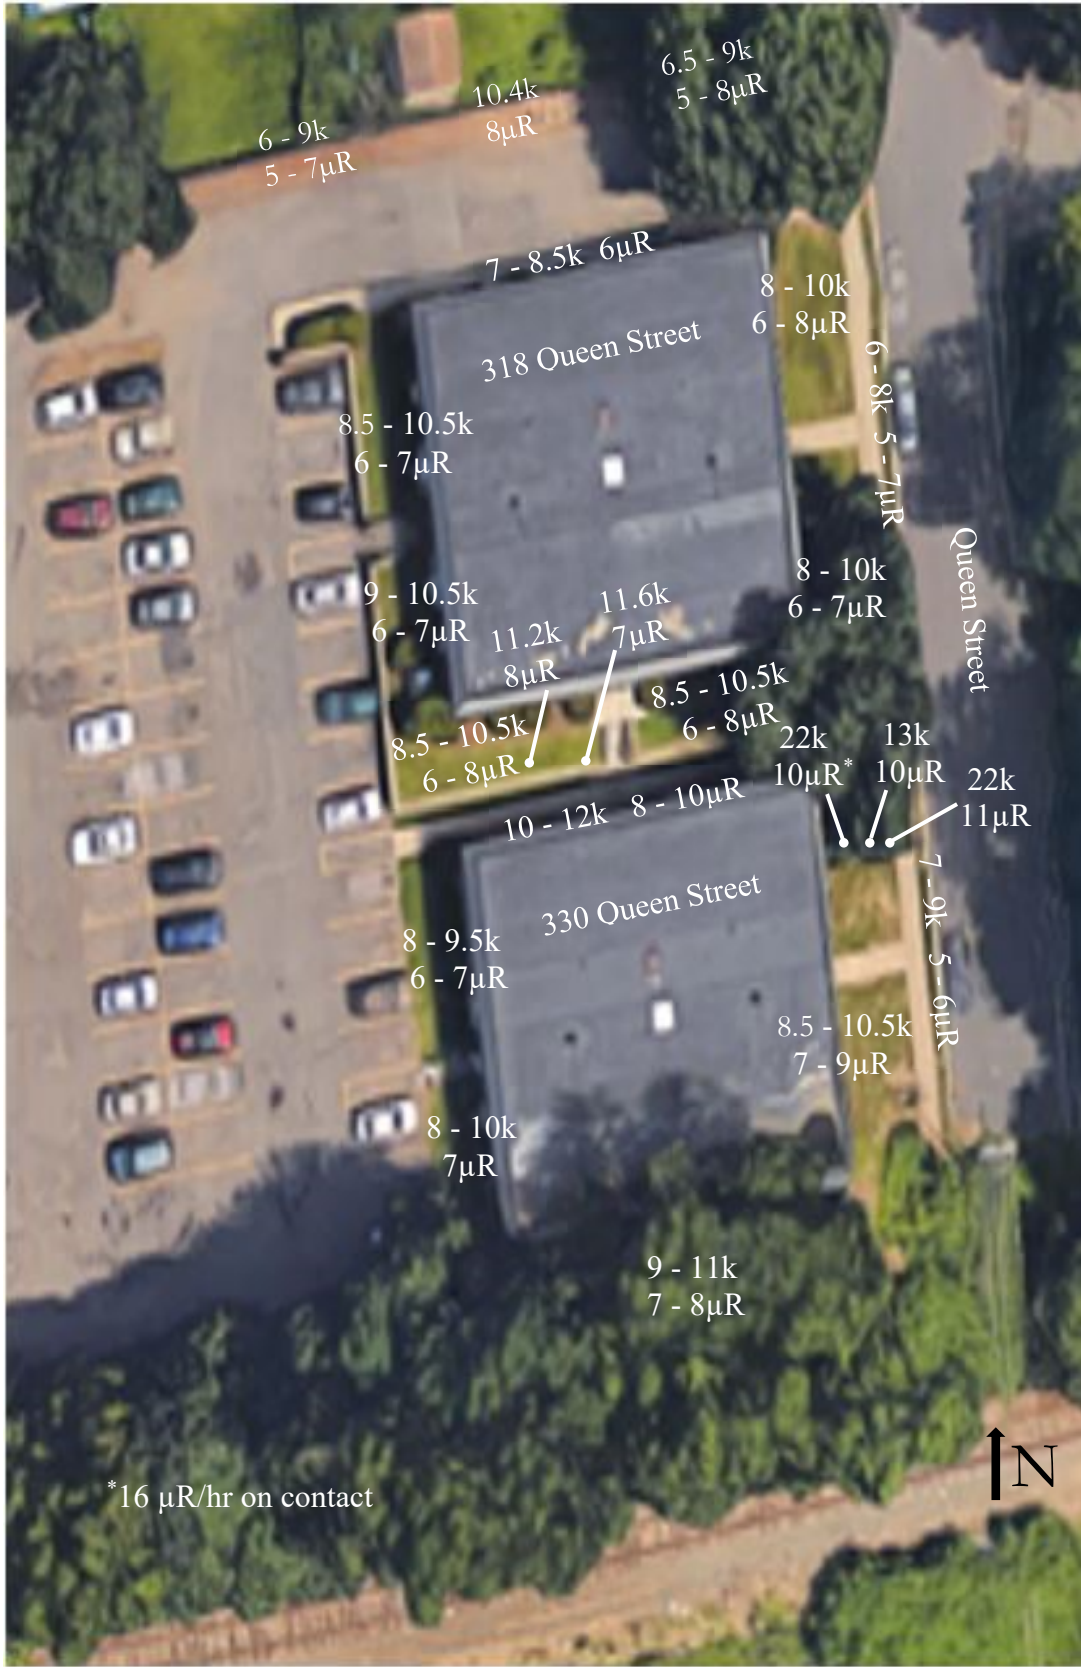 6.5 - 9k
5 - 8µR
10.4k
8µR
6 - 9k
5 - 7µR
7 - 8.5k 6µR
8 - 10k
6 - 8µR
318 Queen Street
6 - 8k 5 - 7µR
8.5 - 10.5k
6 - 7µR
Queen Street
8 - 10k
6 - 7µR
9 - 10.5k
6 - 7µR
11.6k
7µR
11.2k
8µR
8.5 - 10.5k
6 - 8µR
8.5 - 10.5k
6 - 8µR
22k
10µR*
13k
10µR
22k
11µR
10 - 12k 8 - 10µR
7 - 9k 5 - 6µR
330 Queen Street
8 - 9.5k
6 - 7µR
8.5 - 10.5k
7 - 9µR
8 - 10k
7µR
9 - 11k
7 - 8µR
N
*16 µR/hr on contact